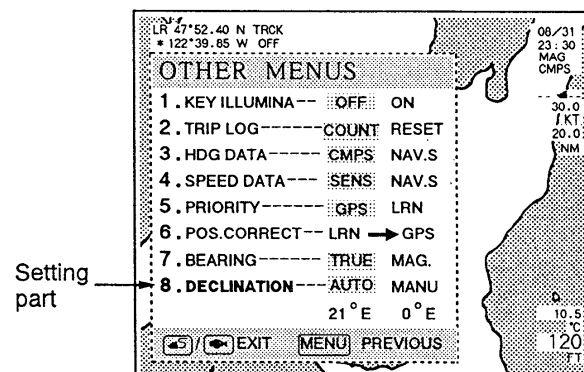 LR 47°52.40 N TRCK
* 122°39.85 W OFF
08/31
23:30
MAG
CMPS
OTHER MENUS
1.KEY ILLUMINA-- OFF ON
2.TRIP LOG------COUNT RESET
3.HDG DATA--- CMPS NAV.S
4.SPEED DATA-- SENS NAV.S
5.PRIORITY----- GPS LRN
6.POS.CORRECT-- LRN → GPS
7.BEARING------ TRUE MAG.
8.DECLINATION--- AUTO MANU
21°E 0°E
/ EXIT MENU PREVIOUS
Setting
part
30.0
KT
20.0
NM
10.5
°C
120
FT